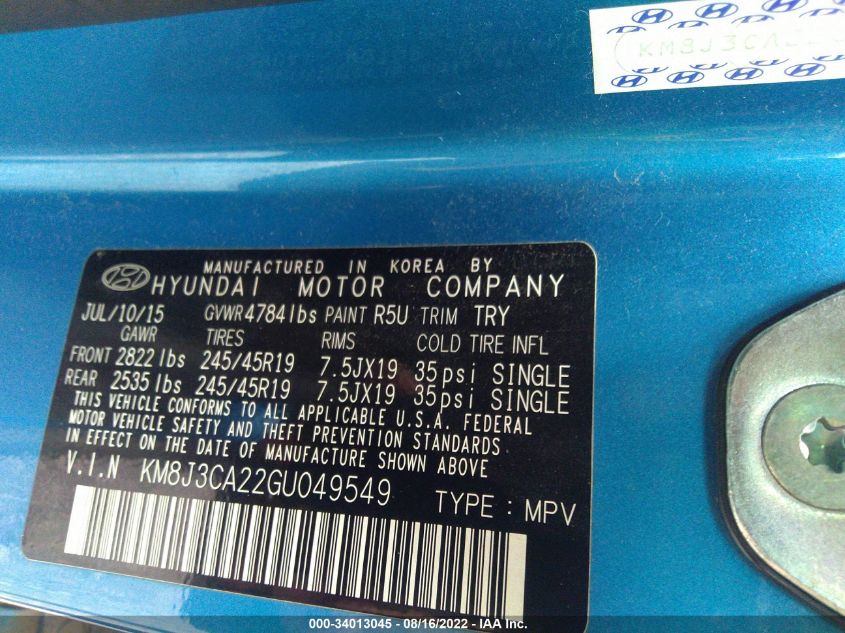 KM8J3CA2
MANUFACTURED IN KOREA BY
HYUNDAI MOTOR COMPANY
JUL/10/15 GVWR 4784 lbs PAINT R5U TRIM TRY
GAWR TIRES RIMS COLD TIRE INFL
FRONT 2822 lbs 245/45R19 7.5JX19 35psi SINGLE
REAR 2535 lbs 245/45R19 7.5JX19 35psi SINGLE
THIS VEHICLE CONFORMS TO ALL APPLICABLE U.S.A. FEDERAL
MOTOR VEHICLE SAFETY AND THEFT PREVENTION STANDARDS
IN EFFECT ON THE DATE OF MANUFACTURE SHOWN ABOVE
V.I.N KM8J3CA22GU049549 TYPE : MPV
000-34013045 - 08/16/2022 - © IAA Inc.